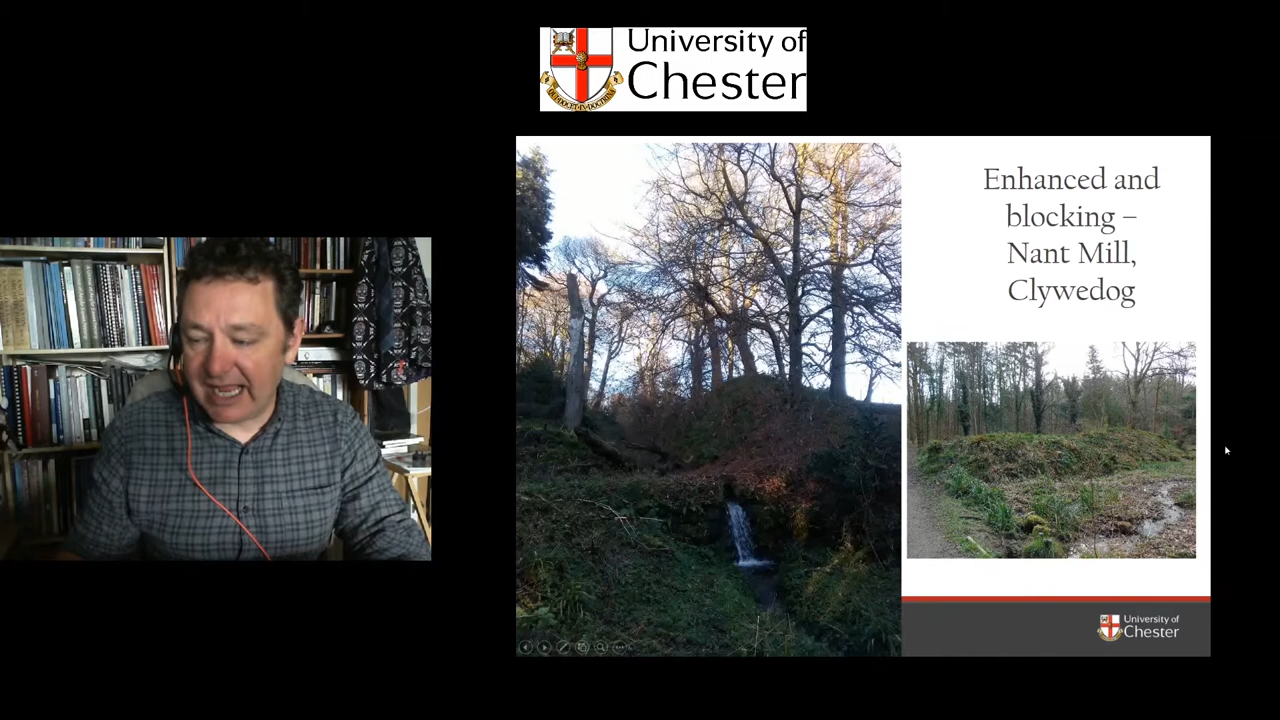 University of
Chester
Enhanced and
blocking –
Nant Mill,
Clywedog
University of
Chester